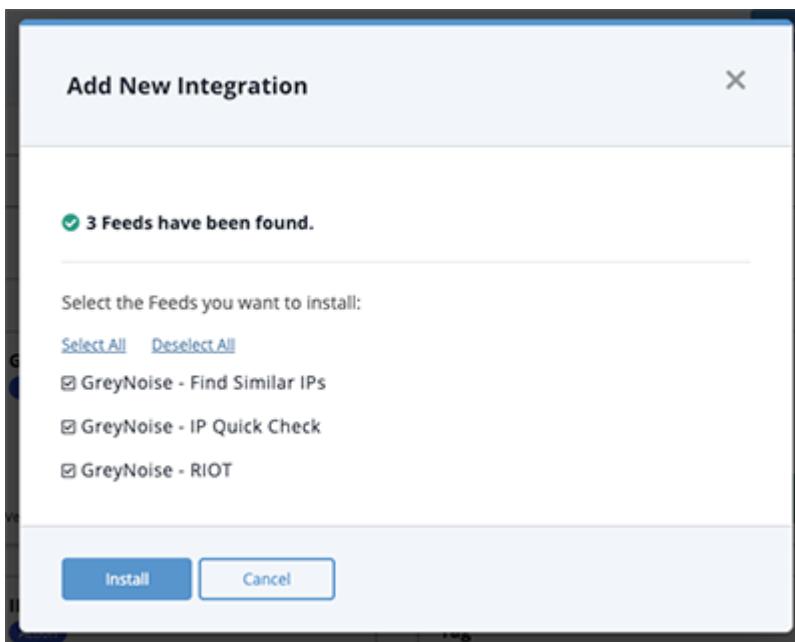 Add New Integration
3 Feeds have been found.
Select the Feeds you want to install:
Select All Deselect All
GreyNoise - Find Similar IPs
GreyNoise - IP Quick Check
GreyNoise - RIOT
Install Cancel